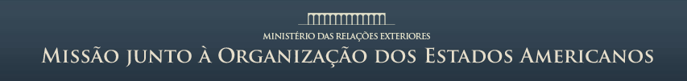 MINISTÉRIO DAS RELAÇÕES EXTERIORES
MISSÃO JUNTO À ORGANIZAÇÃO DOS ESTADOS AMERICANOS